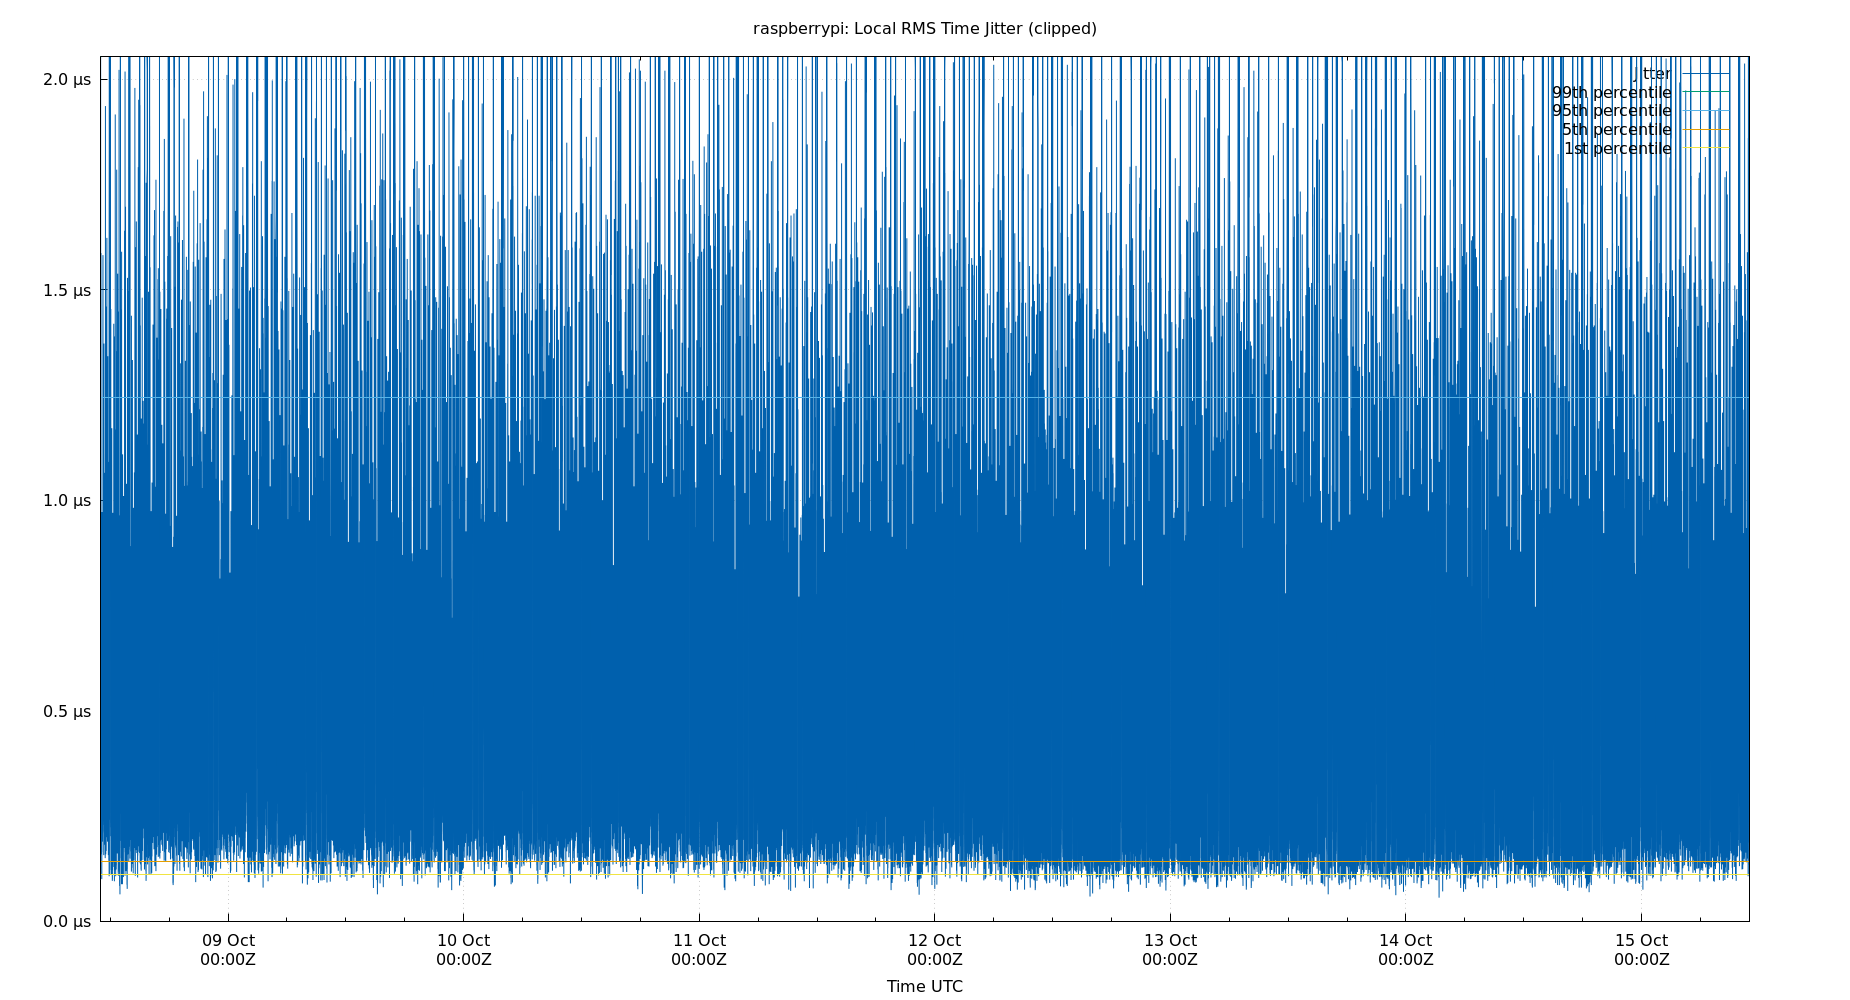 raspberrypi: Local RMS Time Jitter (clipped)
2.0 µs
1.5 µs
1.0 µs
0.5 µs
0.0 µs
jitter
99th percentile
95th percentile
5th percentile
1st percentile
09 Oct
00:00Z
10 Oct
00:00Z
11 Oct
00:00Z
12 Oct
00:00Z
13 Oct
00:00Z
14 Oct
00:00Z
15 Oct
00:00Z
Time UTC